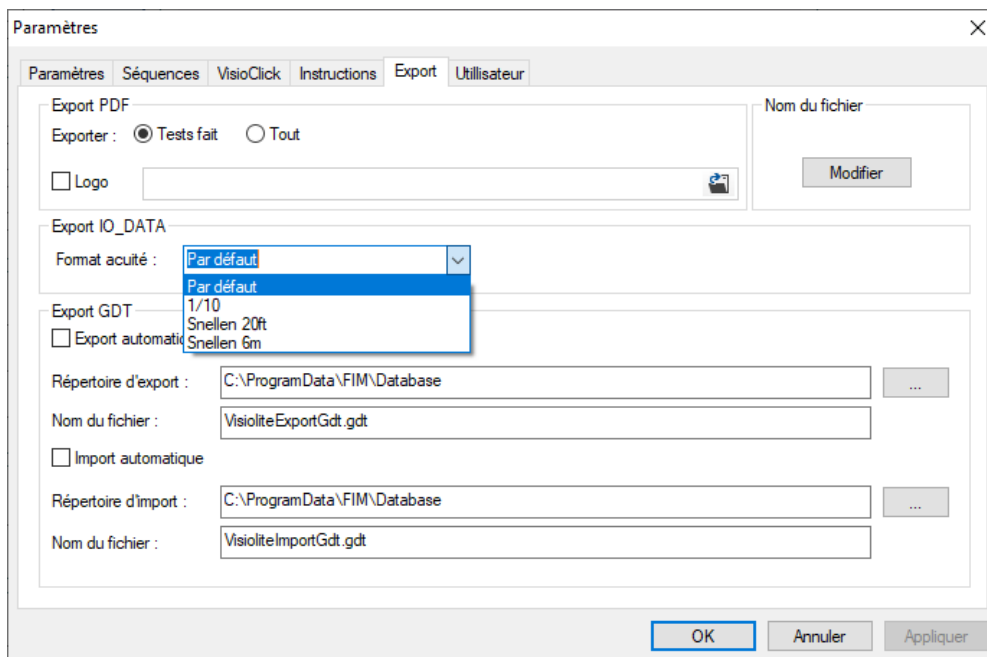 Paramètres
Paramètres Séquences VisioClick Instructions Export Utilisateur
Export PDF
Nom du fichier
Exporter : Tests fait Tout
Logo
Modifier
Export IO_DATA
Format acuité : Par défaut
Par défaut
1/10
Snellen 20ft
Snellen 6m
Export GDT
Export automatic
Répertoire d'export : C:\ProgramData\FIM\Database ...
Nom du fichier : VisioliteExportGdt.gdt
Import automatique
Répertoire d'import : C:\ProgramData\FIM\Database ...
Nom du fichier : VisioliteImportGdt.gdt
OK Annuler Appliquer